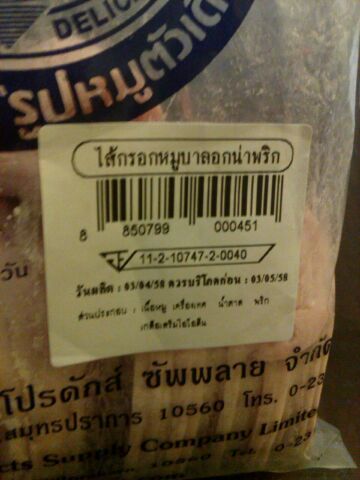 DELIC
รูปหมูตัวเดี
ไส้กรอกหมูบาลอกน่าพริก
8 850799 000451
11-2-10747-2-0040
วัน
วันผลิต : 03/04/58 ควรบริโภคก่อน : 03/05/58
ส่วนประกอบ : เนื้อหมู เครื่องเทศ น้ำตาล พริก
เกลือเสริมไอโอดีน
โปรดักส์ ซัพพลาย จำกัด
สมุทรปราการ 10560 โทร. 0-23
cts Supply Company Limite
10560 Tel. 0-2